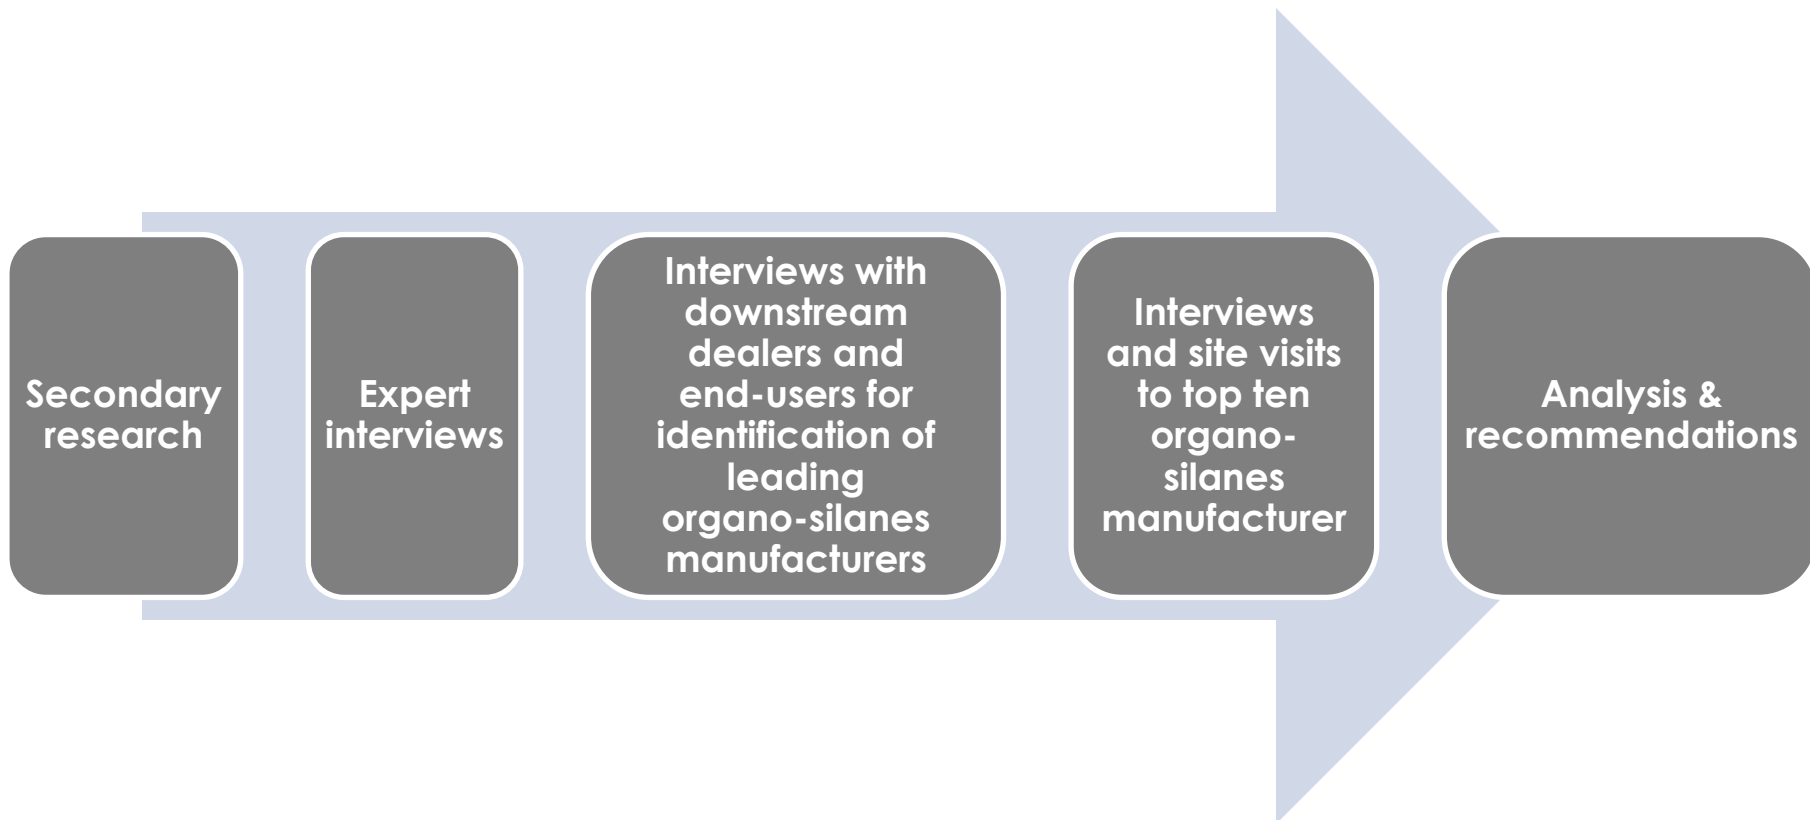 Secondary
research
Expert
interviews
Interviews with
downstream
dealers and
end-users for
identification of
leading
organo-silanes
manufacturers
Interviews
and site visits
to top ten
organo-
silanes
manufacturer
Analysis &
recommendations